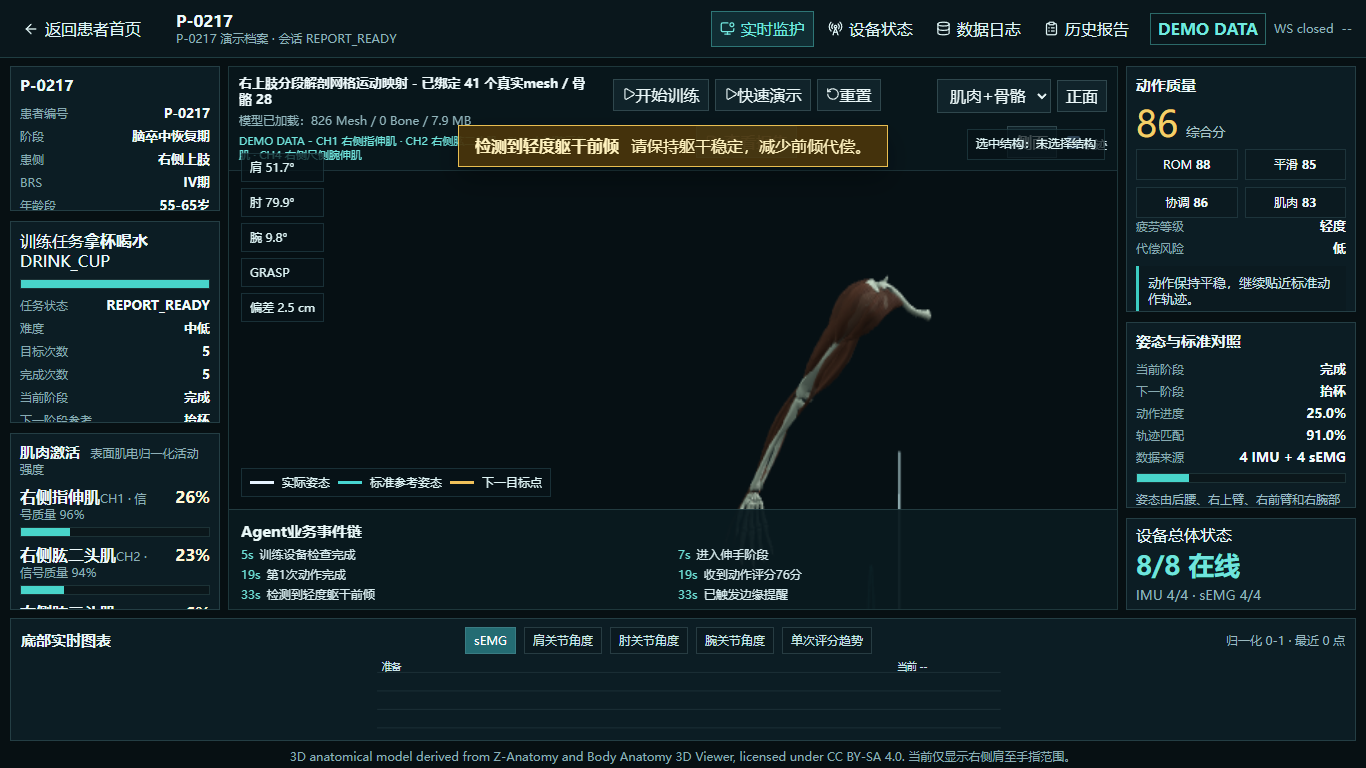 返回患者首页
P-0217
P-0217 演示档案 · 会话 REPORT_READY
实时监护
设备状态
数据日志
历史报告
DEMO DATA
WS closed --
P-0217
患者编号 P-0217
阶段 脑卒中恢复期
患侧 右侧上肢
BRS IV期
年龄段 55-65岁
训练任务拿杯喝水
DRINK_CUP
任务状态 REPORT_READY
难度 中低
目标次数 5
完成次数 5
当前阶段 完成
下一阶段参考 抬杯
肌肉激活 表面肌电归一化活动
强度
右侧指伸肌CH1 · 信 26%
号质量 96%
右侧肱二头肌CH2 · 23%
信号质量 94%
右上肢分段解剖网格运动映射 - 已绑定 41 个真实mesh / 骨
骼 28
模型已加载：826 Mesh / 0 Bone / 7.9 MB
DEMO DATA - CH1 右侧指伸肌 · CH2 右侧肱
肌 · CH4 右侧尺侧腕伸肌
开始训练
快速演示
重置
肌肉+骨骼
正面
检测到轻度躯干前倾 请保持躯干稳定，减少前倾代偿。
选中结构：未选择结构
肩 51.7°
肘 79.9°
腕 9.8°
GRASP
偏差 2.5 cm
实际姿态 标准参考姿态 下一目标点
Agent业务事件链
5s 训练设备检查完成
7s 进入伸手阶段
19s 第1次动作完成
19s 收到动作评分76分
33s 检测到轻度躯干前倾
33s 已触发边缘提醒
动作质量
86 综合分
ROM 88
平滑 85
协调 86
肌肉 83
疲劳等级 轻度
代偿风险 低
动作保持平稳，继续贴近标准动
作轨迹。
姿态与标准对照
当前阶段 完成
下一阶段 抬杯
动作进度 25.0%
轨迹匹配 91.0%
数据来源 4 IMU + 4 sEMG
姿态由后腰、右上臂、右前臂和右腕部
设备总体状态
8/8 在线
IMU 4/4 · sEMG 4/4
底部实时图表
sEMG
肩关节角度
肘关节角度
腕关节角度
单次评分趋势
归一化 0-1 · 最近 0 点
准备
当前 --
3D anatomical model derived from Z-Anatomy and Body Anatomy 3D Viewer, licensed under CC BY-SA 4.0. 当前仅显示右侧肩至手指范围。